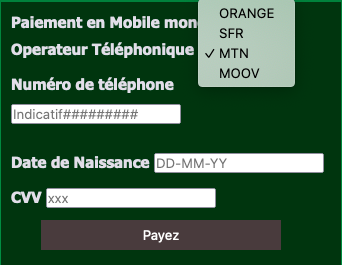 Paiement en Mobile mon
ORANGE
SFR
Operateur Téléphonique
✓ MTN
MOOV
Numéro de téléphone
Indicatif#########
Date de Naissance DD-MM-YY
CVV xxx
Payez